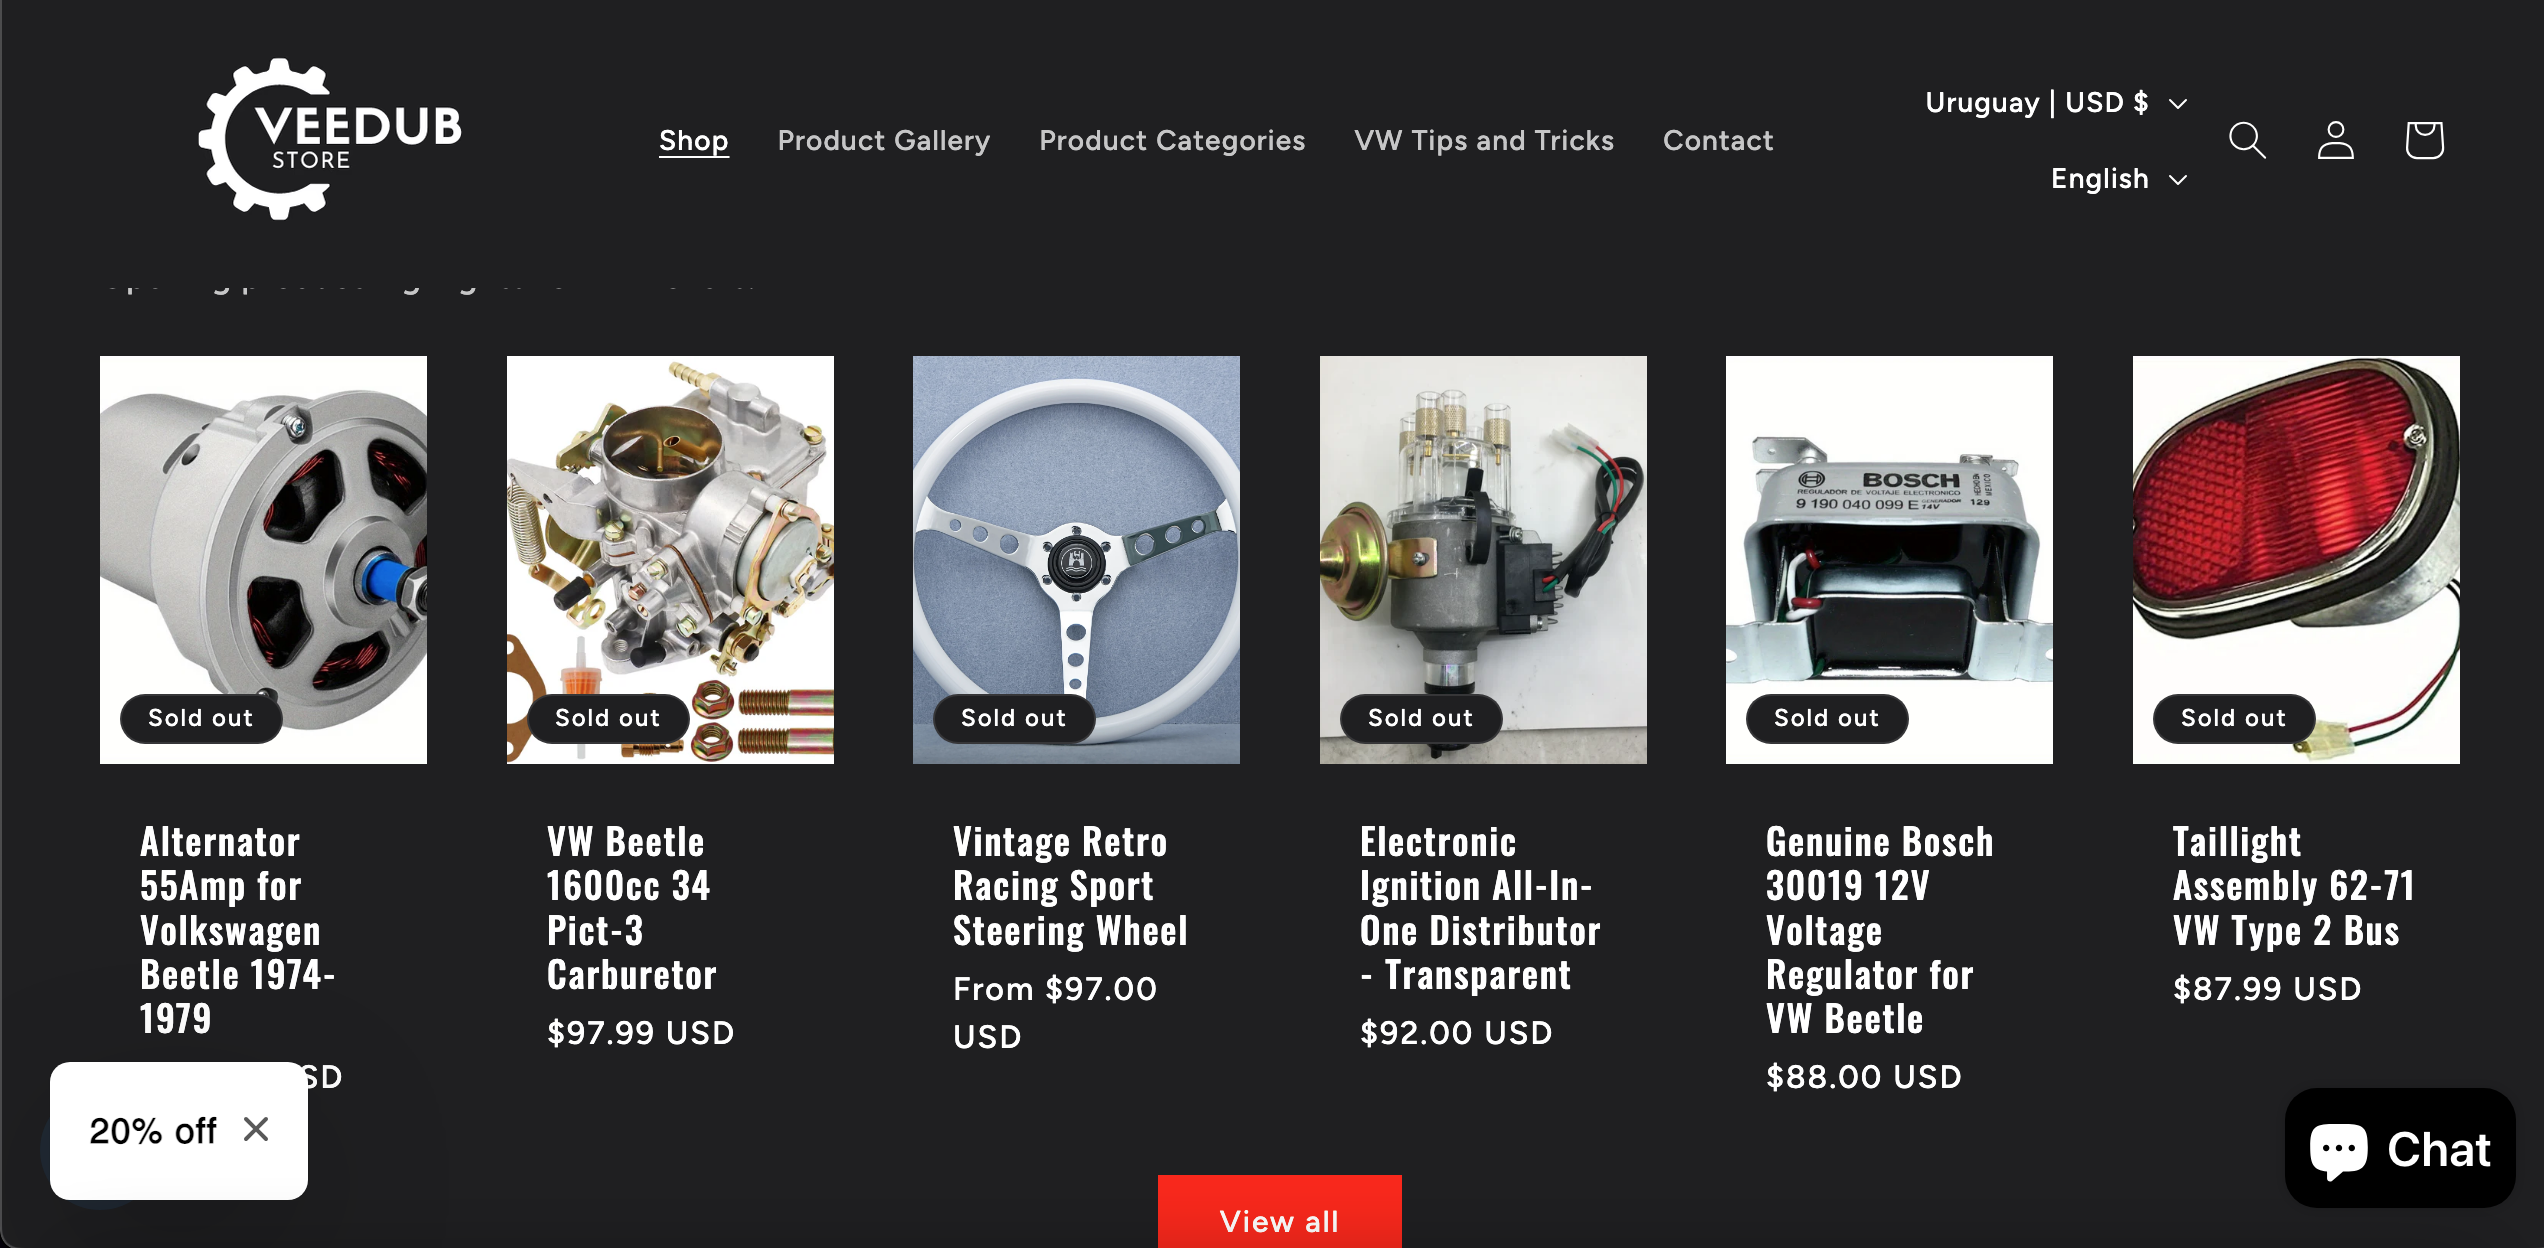 VEEDUB
STORE
Shop
Product Gallery
Product Categories
VW Tips and Tricks
Contact
Uruguay | USD $
English
BOSCH
REGULADOR DE VOLTAJE ELECTRONICO
9 190 040 099 E 14V
GENERADOR
HECHO EN
MEXICO
129
Sold out
Sold out
Sold out
Sold out
Sold out
Sold out
Alternator
55Amp for
Volkswagen
Beetle 1974-
1979
SD
VW Beetle
1600cc 34
Pict-3
Carburetor
$97.99 USD
Vintage Retro
Racing Sport
Steering Wheel
From $97.00
USD
Electronic
Ignition All-In-
One Distributor
- Transparent
$92.00 USD
Genuine Bosch
30019 12V
Voltage
Regulator for
VW Beetle
$88.00 USD
Taillight
Assembly 62-71
VW Type 2 Bus
$87.99 USD
20% off
Chat
View all